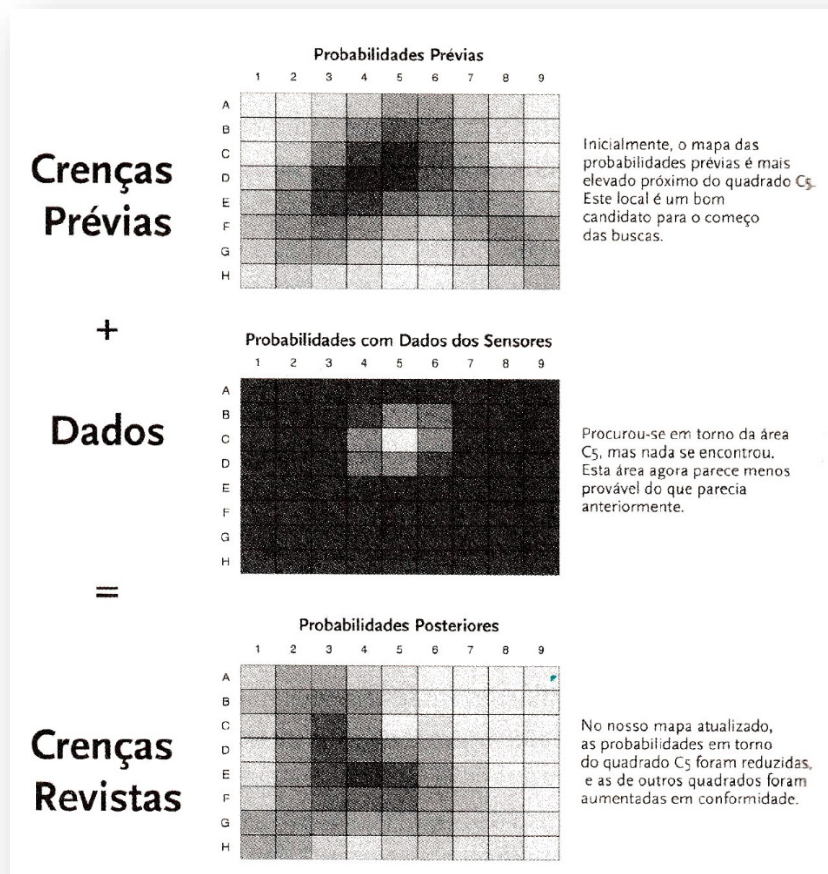 Probabilidades Prévias
1 2 3 4 5 6 7 8 9
A
B
C
D
E
F
G
H
Crenças
Prévias
Inicialmente, o mapa das
probabilidades prévias é mais
elevado próximo do quadrado C5.
Este local é um bom
candidato para o começo
das buscas.
+
Probabilidades com Dados dos Sensores
1 2 3 4 5 6 7 8 9
A
B
C
D
E
F
G
H
Dados
Procurou-se em torno da área
C5, mas nada se encontrou.
Esta área agora parece menos
provável do que parecia
anteriormente.
=
Probabilidades Posteriores
1 2 3 4 5 6 7 8 9
A
B
C
D
E
F
G
H
Crenças
Revistas
No nosso mapa atualizado,
as probabilidades em torno
do quadrado C5 foram reduzidas,
e as de outros quadrados foram
aumentadas em conformidade.